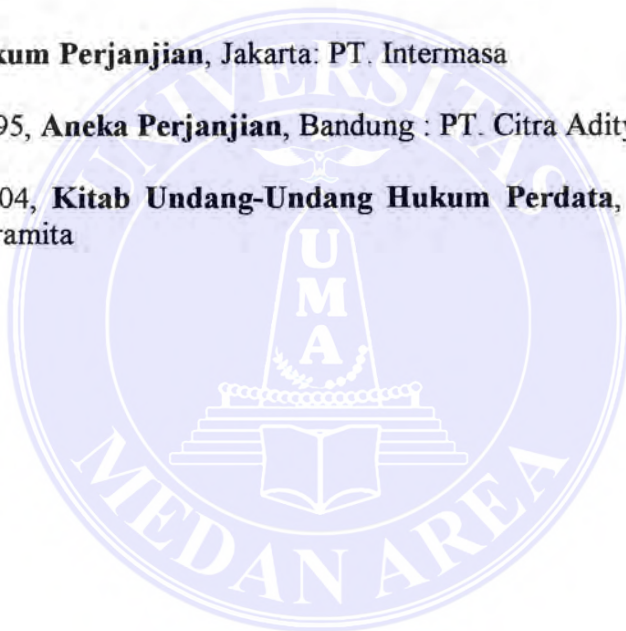 kum Perjanjian, Jakarta: PT. Intermasa
95, Aneka Perjanjian, Bandung : PT. Citra Adity
04, Kitab Undang-Undang Hukum Perdata,
ramita
UNIVERSITAS
UMA
MEDAN AREA